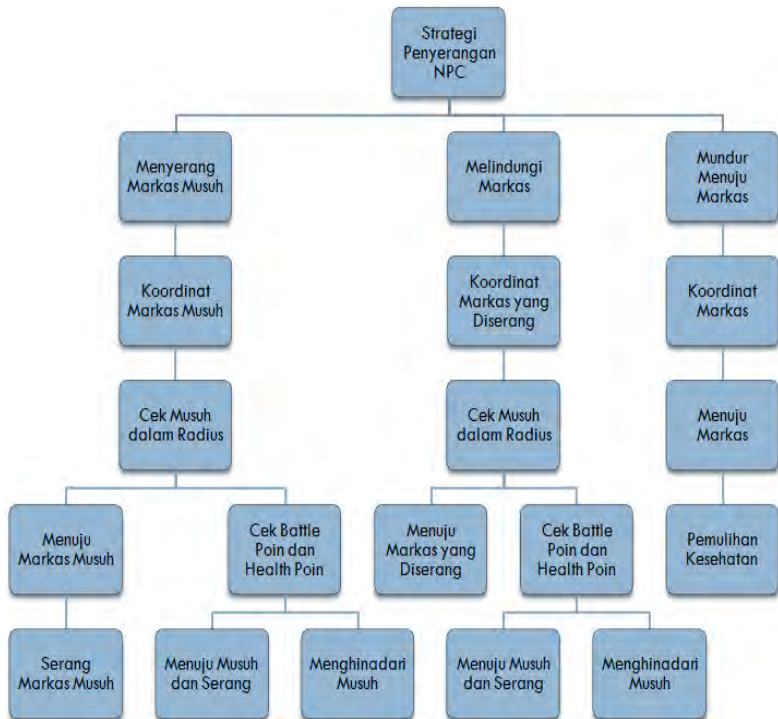 Strategi
Penyerangan
NPC
Menyerang
Markas Musuh
Melindungi
Markas
Mundur
Menuju
Markas
Koordinat
Markas Musuh
Koordinat
Markas yang
Diserang
Koordinat
Markas
Cek Musuh
dalam Radius
Cek Musuh
dalam Radius
Menuju
Markas
Menuju
Markas Musuh
Cek Battle
Poin dan
Health Poin
Menuju
Markas yang
Diserang
Cek Battle
Poin dan
Health Poin
Pemulihan
Kesehatan
Serang
Markas Musuh
Menuju Musuh
dan Serang
Menghinadari
Musuh
Menuju Musuh
dan Serang
Menghinadari
Musuh